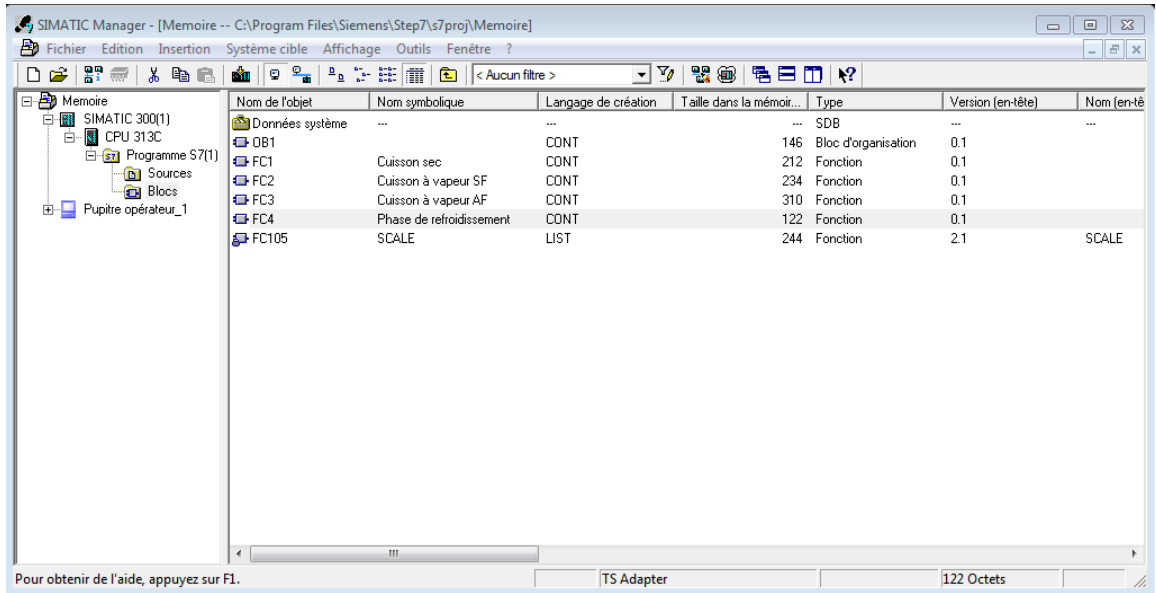 SIMATIC Manager - [Memoire -- C:\Program Files\Siemens\Step7\s7proj\Memoire]
Fichier Edition Insertion Système cible Affichage Outils Fenêtre ?
< Aucun filtre >
Memoire
SIMATIC 300(1)
CPU 313C
Programme S7(1)
Sources
Blocs
Pupitre opérateur_1
Nom de l'objet Nom symbolique Langage de création Taille dans la mémoir... Type Version (en-tête) Nom (en-tê
Données système --- --- --- SDB --- ---
OB1 CONT 146 Bloc d'organisation 0.1
FC1 Cuisson sec CONT 212 Fonction 0.1
FC2 Cuisson à vapeur SF CONT 234 Fonction 0.1
FC3 Cuisson à vapeur AF CONT 310 Fonction 0.1
FC4 Phase de refroidissement CONT 122 Fonction 0.1
FC105 SCALE LIST 244 Fonction 2.1 SCALE
Pour obtenir de l'aide, appuyez sur F1. TS Adapter 122 Octets